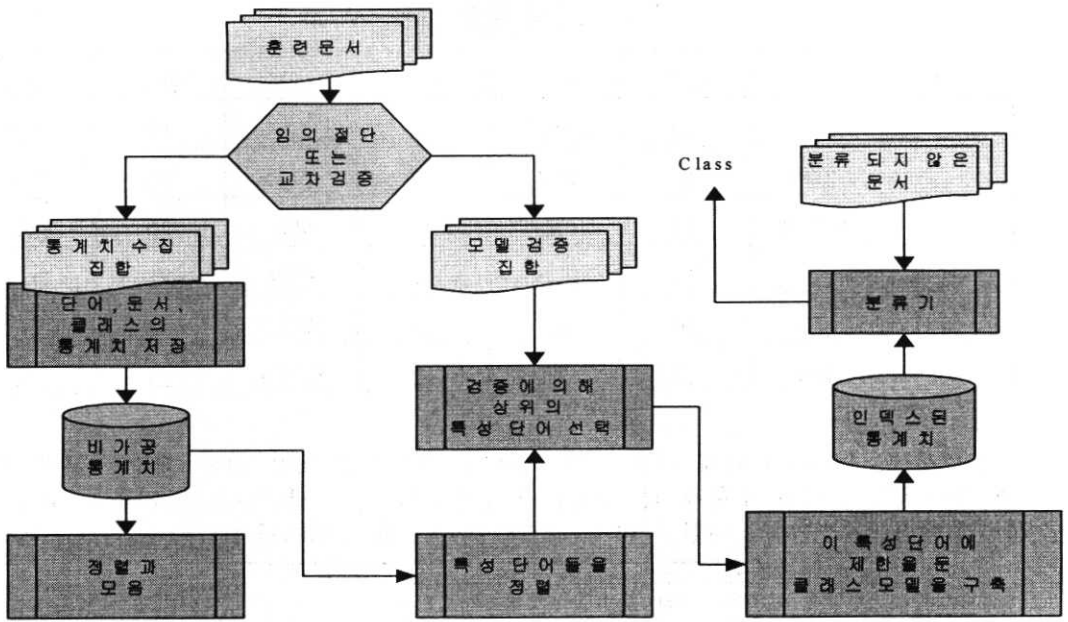 훈련문서
임의 절단
또는
교차검증
통계치 수집
집합
단어,문서,
클래스의
통계치 저장
비가공
통계치
정렬과
모음
모델 검증
집합
검증에 의해
상위의
특성 단어 선택
특성 단어들을
정렬
Class
분류 되지 않은
문서
분류기
인덱스된
통계치
이 특성단어에
제한을둔
클래스 모델을 구축